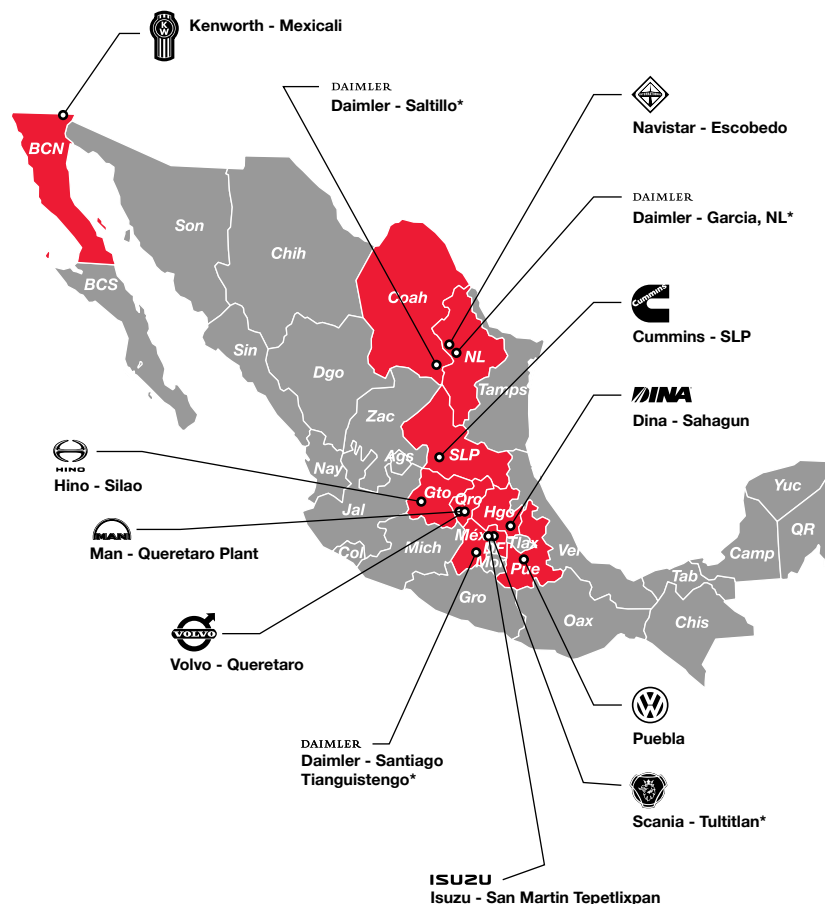 KW
Kenworth - Mexicali
DAIMLER
Daimler - Saltillo*
Navistar - Escobedo
DAIMLER
Daimler - Garcia, NL*
Cummins
Cummins - SLP
DINA
Dina - Sahagun
HINO
Hino - Silao
MAN
Man - Queretaro Plant
VOLVO
Volvo - Queretaro
DAIMLER
Daimler - Santiago
Tianguistengo*
Puebla
Scania - Tultitlan*
ISUZU
Isuzu - San Martin Tepetlixpan
BCN
BCS
Son
Chih
Coah
NL
Sin
Dgo
Tamps
Zac
SLP
Nay
Ags
Gto
Qro
Hgo
Jal
Col
Mich
Méx
Mor
Tlax
Pue
Ver
Gro
Oax
Tab
Chis
Camp
Yuc
QR